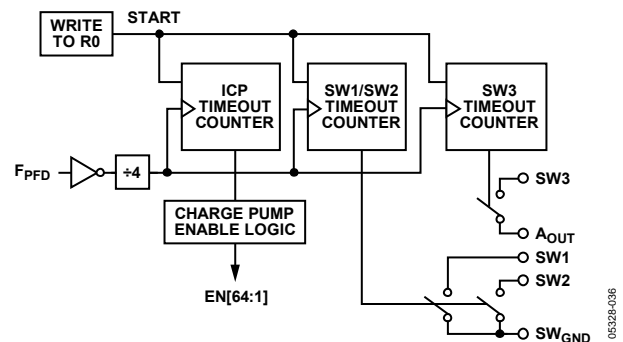 WRITE
TO R0
START
ICP
TIMEOUT
COUNTER
SW1/SW2
TIMEOUT
COUNTER
SW3
TIMEOUT
COUNTER
FPFD
÷4
CHARGE PUMP
ENABLE LOGIC
EN[64:1]
SW3
AOUT
SW1
SW2
SWGND
05328-036